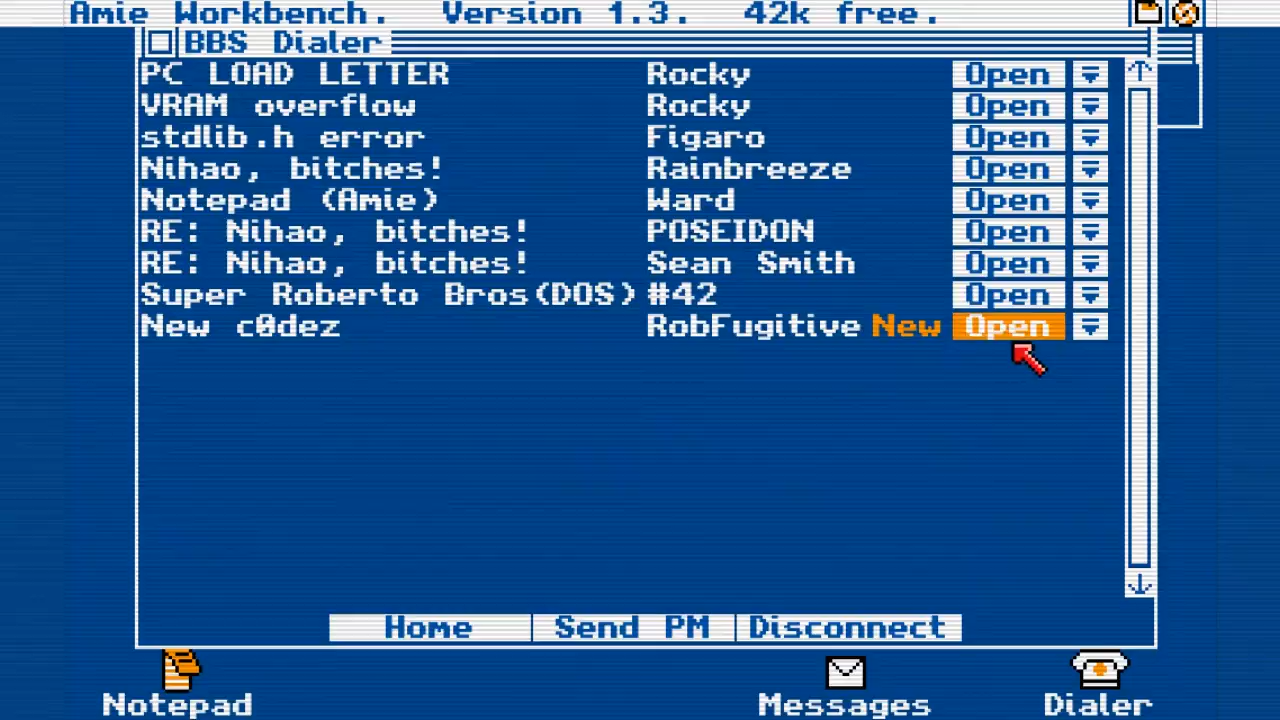 Amie Workbench. Version 1.3. 42k free.
BBS Dialer
PC LOAD LETTER Rocky Open
VRAM overflow Rocky Open
stdlib.h error Figaro Open
Nihao, bitches! Rainbreeze Open
Notepad (Amie) Ward Open
RE: Nihao, bitches! POSEIDON Open
RE: Nihao, bitches! Sean Smith Open
Super Roberto Bros(DOS) #42 Open
New c0dez RobFugitive New Open
Home Send PM Disconnect
Notepad Messages Dialer